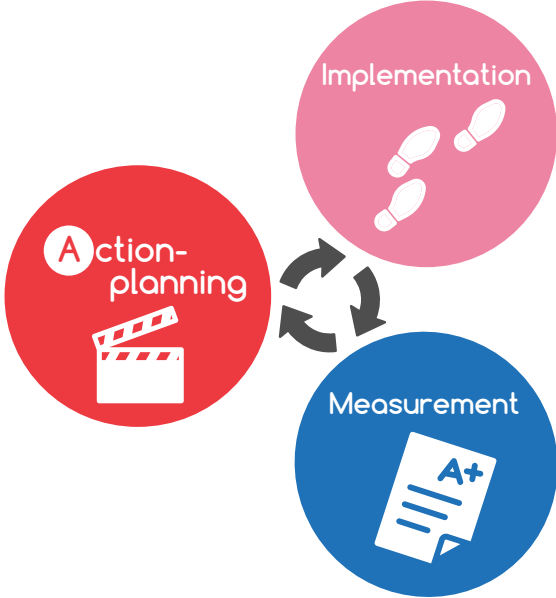 Implementation
Action-
planning
Measurement
A+